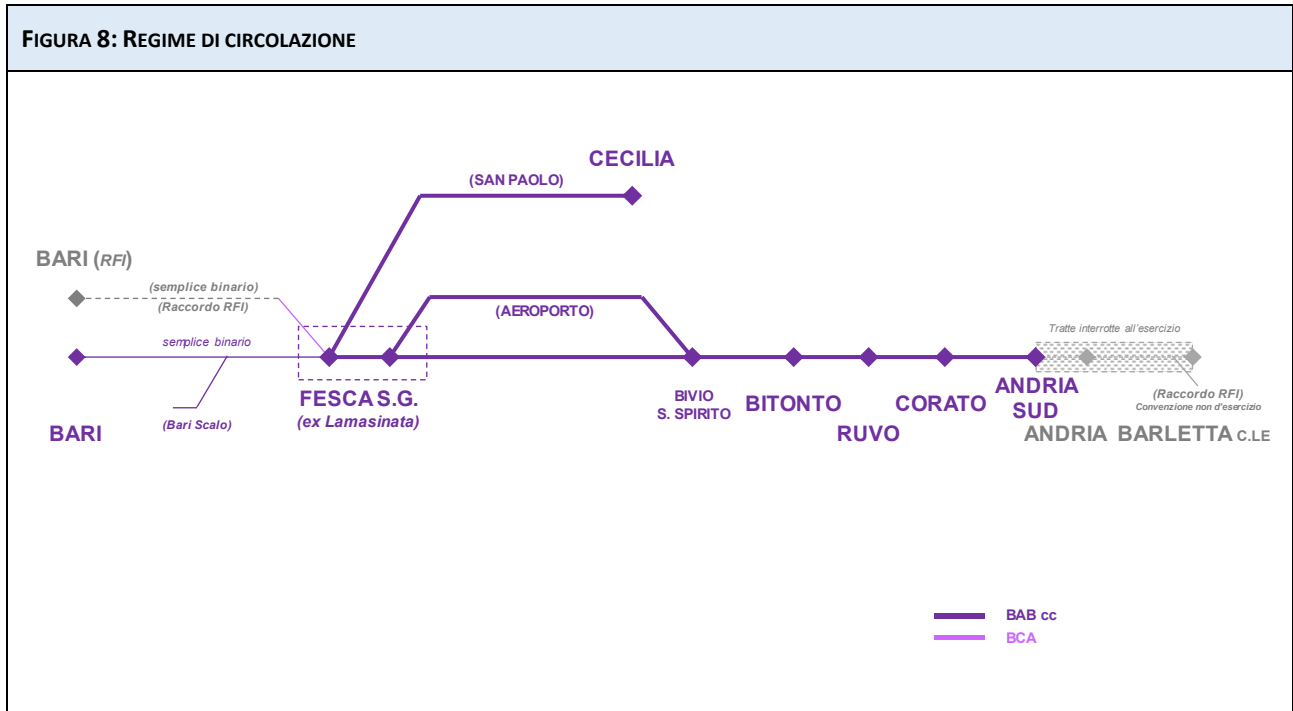 FIGURA 8: REGIME DI CIRCOLAZIONE
CECILIA
(SAN PAOLO)
BARI (RFI)
(semplice binario)
(Raccordo RFI)
(AEROPORTO)
semplice binario
Tratte interrotte all'esercizio
(Bari Scalo)
BARI
FESCA S.G.
(ex Lamasinata)
BIVIO
S. SPIRITO
BITONTO
RUVO
CORATO
ANDRIA
SUD
(Raccordo RFI)
Convenzione non d'esercizio
ANDRIA
BARLETTA C.LE
BAB cc
BCA